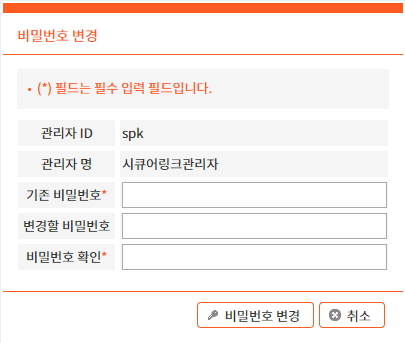 비밀번호 변경
• (*) 필드는 필수 입력 필드입니다.
관리자 ID spk
관리자 명 시큐어링크관리자
기존 비밀번호*
변경할 비밀번호
비밀번호 확인*
비밀번호 변경 취소